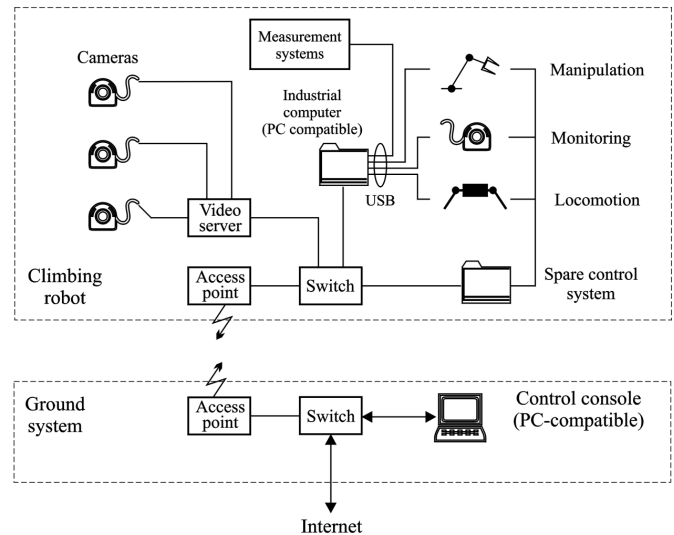 Measurement
systems
Cameras
Manipulation
Industrial
computer
(PC compatible)
Monitoring
USB
Locomotion
Video
server
Climbing
robot
Access
point
Switch
Spare control
system
Ground
system
Access
point
Switch
Control console
(PC-compatible)
Internet